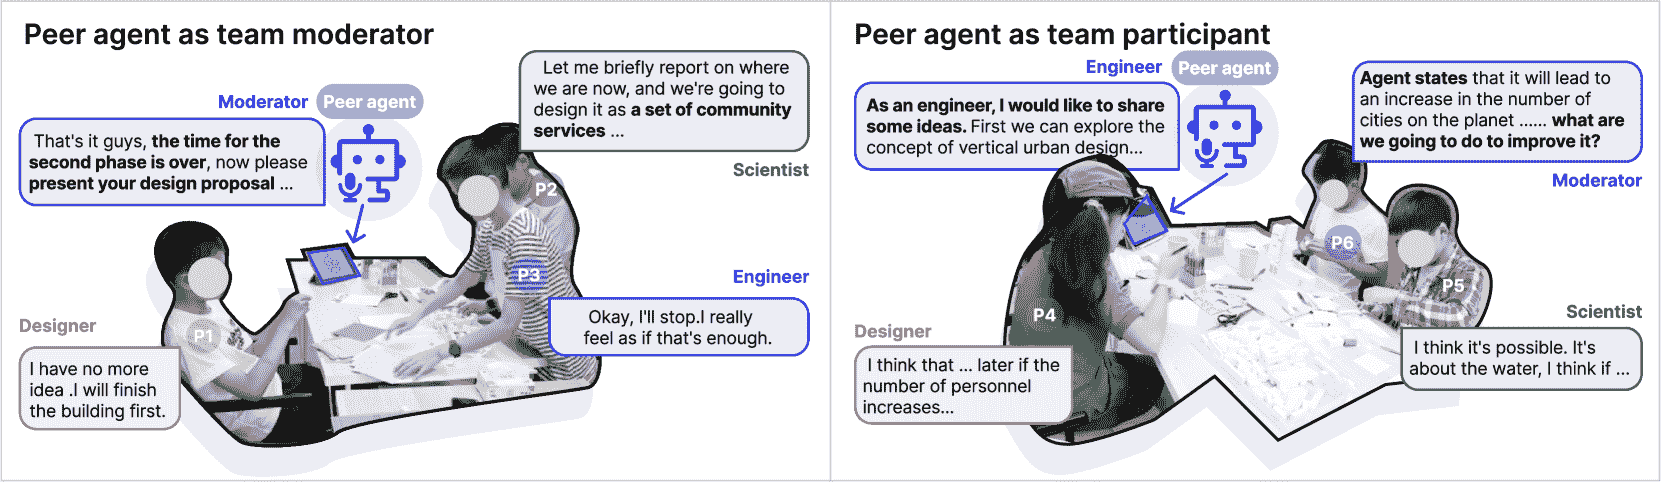 Peer agent as team moderator
Moderator
Peer agent
That's it guys, the time for the
second phase is over, now please
present your design proposal ...
Let me briefly report on where
we are now, and we're going to
design it as a set of community
services ...
Scientist
P2
P3
Engineer
Okay, I'll stop.I really
feel as if that's enough.
Designer
P1
I have no more
idea .I will finish
the building first.
Peer agent as team participant
Engineer
Peer agent
As an engineer, I would like to share
some ideas. First we can explore the
concept of vertical urban design...
Agent states that it will lead to
an increase in the number of
cities on the planet ...... what are
we going to do to improve it?
Moderator
P6
P5
P4
Scientist
I think it's possible. It's
about the water, I think if ...
Designer
I think that ... later if the
number of personnel
increases...